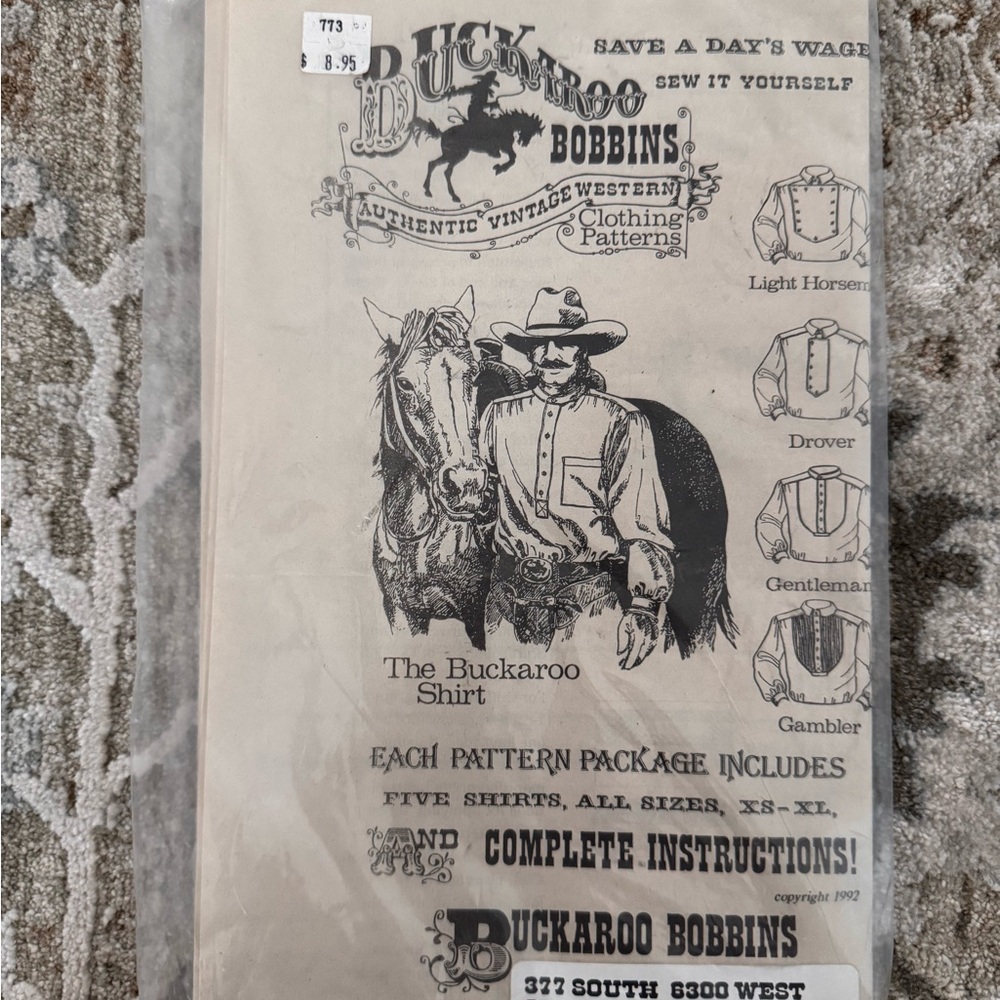 773
$ 8.95
BUCKAROO
BOBBINS
AUTHENTIC VINTAGE WESTERN
Clothing
Patterns
SAVE A DAY'S WAGE
SEW IT YOURSELF
Light Horsem
Drover
Gentleman
Gambler
The Buckaroo
Shirt
EACH PATTERN PACKAGE INCLUDES
FIVE SHIRTS, ALL SIZES, XS-XL,
AND COMPLETE INSTRUCTIONS!
copyright 1992
BUCKAROO BOBBINS
377 SOUTH 6300 WEST